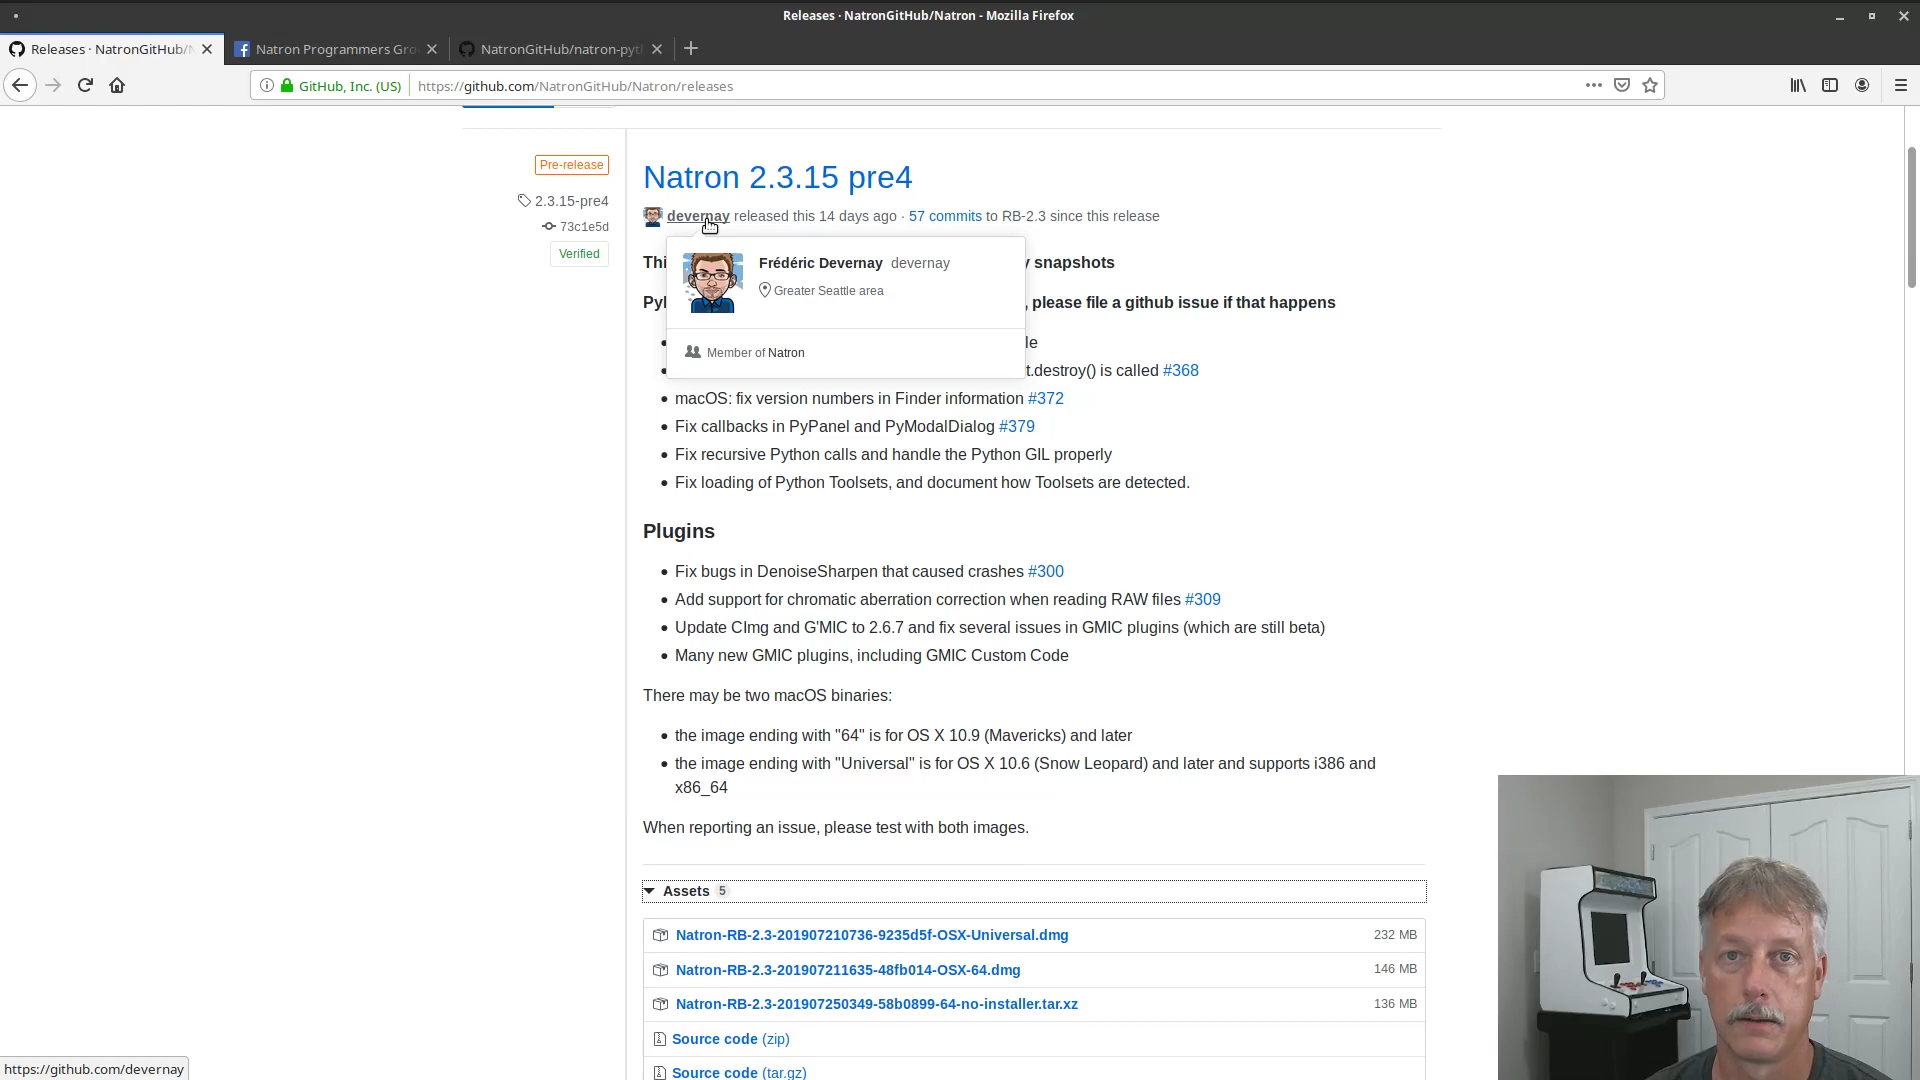 Releases · NatronGitHub/Natron - Mozilla Firefox
Releases · NatronGitHub/N
Natron Programmers Gro
NatronGitHub/natron-pyt
GitHub, Inc. (US)
https://github.com/NatronGitHub/Natron/releases
Pre-release
2.3.15-pre4
73c1e5d
Verified
Natron 2.3.15 pre4
devernay released this 14 days ago · 57 commits to RB-2.3 since this release
Frédéric Devernay devernay
Greater Seattle area
Member of Natron
snapshots
, please file a github issue if that happens
t.destroy() is called #368
• macOS: fix version numbers in Finder information #372
• Fix callbacks in PyPanel and PyModalDialog #379
• Fix recursive Python calls and handle the Python GIL properly
• Fix loading of Python Toolsets, and document how Toolsets are detected.
Plugins
• Fix bugs in DenoiseSharpen that caused crashes #300
• Add support for chromatic aberration correction when reading RAW files #309
• Update CImg and G'MIC to 2.6.7 and fix several issues in GMIC plugins (which are still beta)
• Many new GMIC plugins, including GMIC Custom Code
There may be two macOS binaries:
• the image ending with "64" is for OS X 10.9 (Mavericks) and later
• the image ending with "Universal" is for OS X 10.6 (Snow Leopard) and later and supports i386 and
x86_64
When reporting an issue, please test with both images.
Assets 5
Natron-RB-2.3-201907210736-9235d5f-OSX-Universal.dmg 232 MB
Natron-RB-2.3-201907211635-48fb014-OSX-64.dmg 146 MB
Natron-RB-2.3-201907250349-58b0899-64-no-installer.tar.xz 136 MB
Source code (zip)
Source code (tar.gz)
https://github.com/devernay